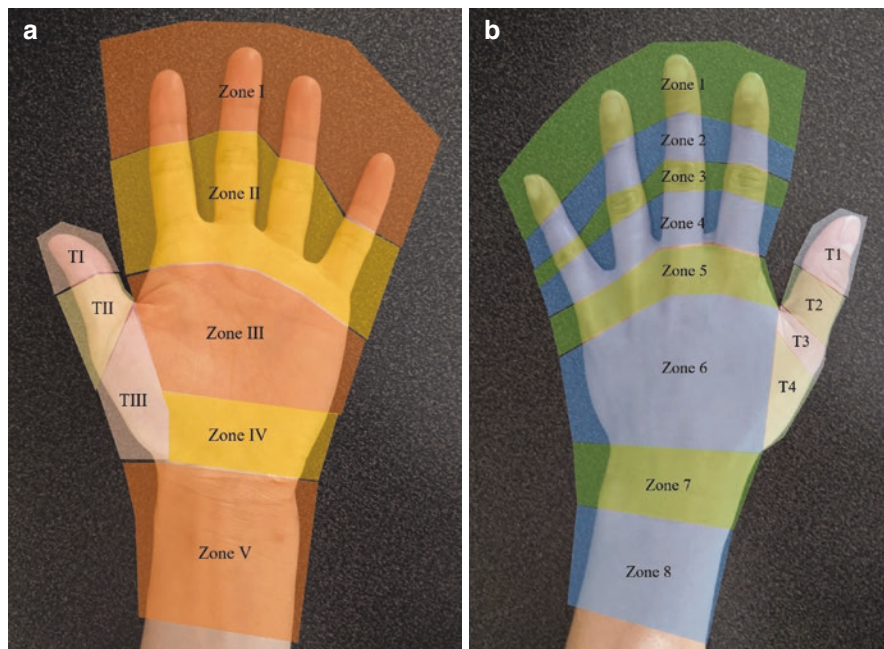 a
Zone I
Zone II
TI
TII
Zone III
TIII
Zone IV
Zone V
b
Zone 1
Zone 2
Zone 3
Zone 4
T1
Zone 5
T2
T3
Zone 6
T4
Zone 7
Zone 8